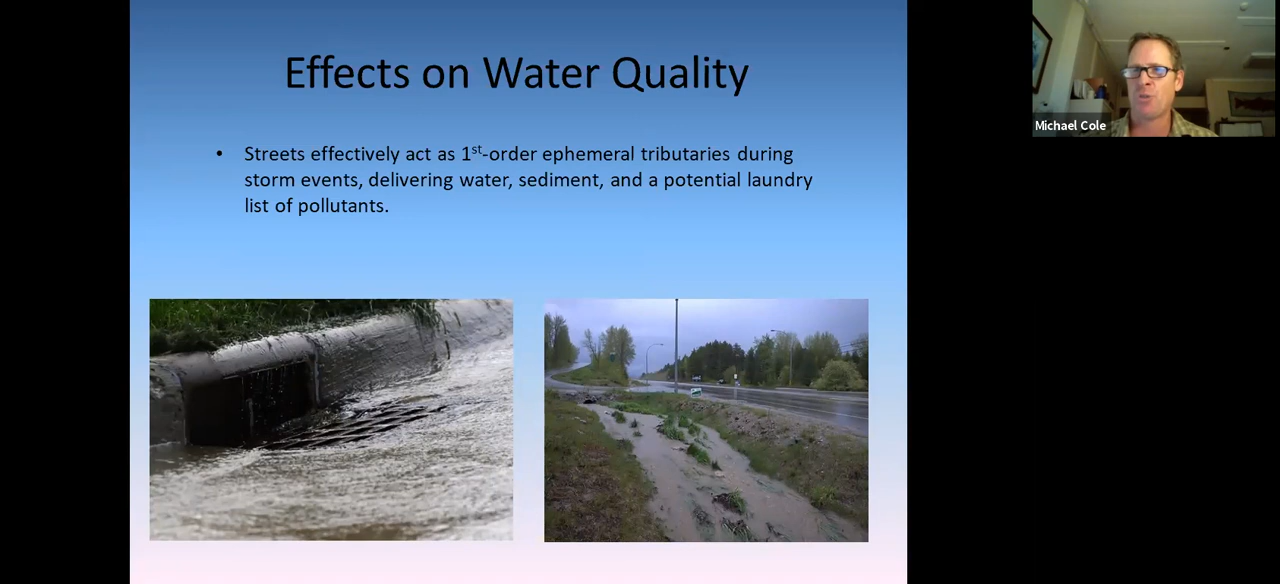 Effects on Water Quality
• Streets effectively act as 1st-order ephemeral tributaries during
storm events, delivering water, sediment, and a potential laundry
list of pollutants.
Michael Cole